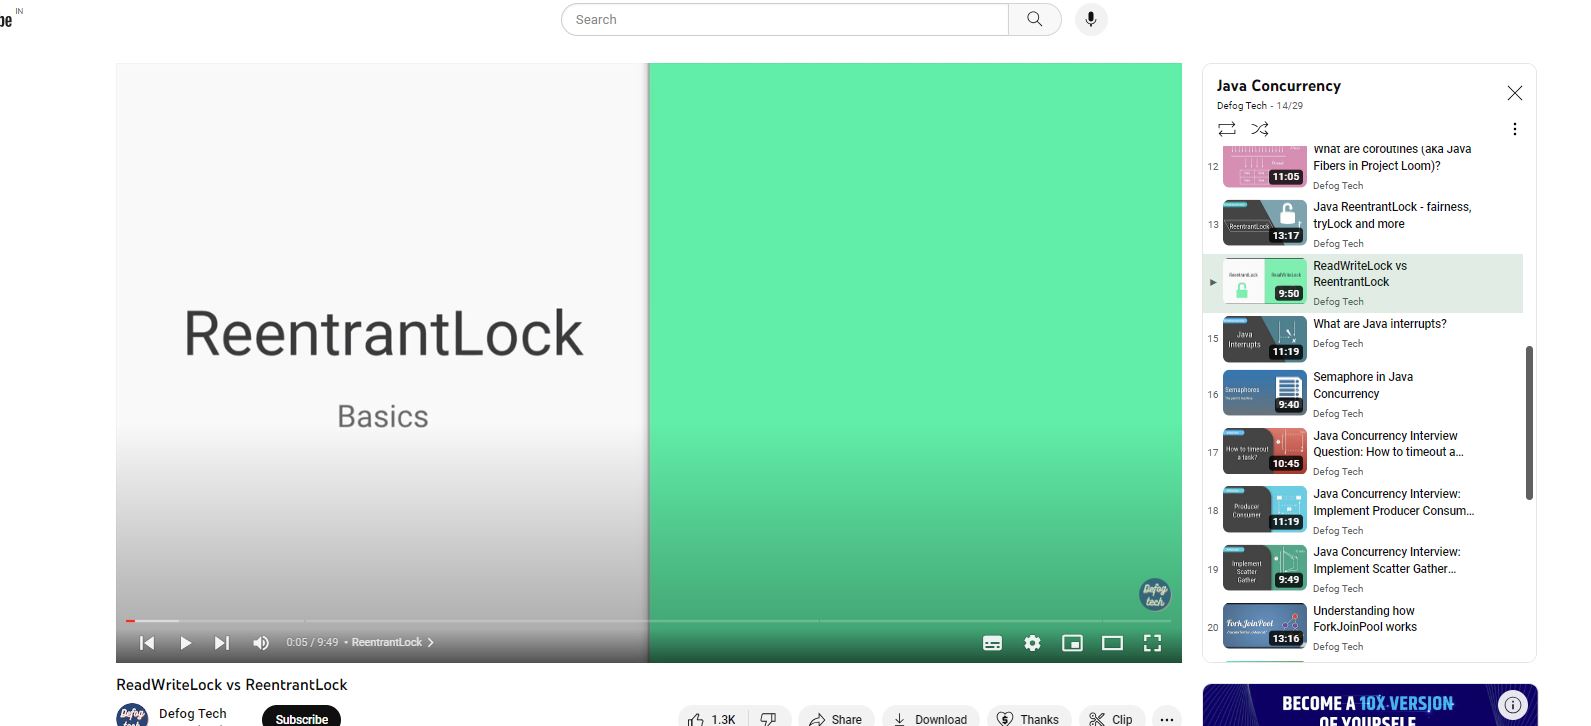 be IN
Search
ReentrantLock
Basics
Defog
tech
0:05 / 9:49 • ReentrantLock
ReadWriteLock vs ReentrantLock
Defog
tech
Defog Tech
Subscribe
1.3K
Share
Download
Thanks
Clip
Java Concurrency
Defog Tech - 14/29
12
11:05
What are coroutines (aka Java
Fibers in Project Loom)?
Defog Tech
13
ReentrantLock
13:17
Java ReentrantLock - fairness,
tryLock and more
Defog Tech
ReentrantLock
ReadWriteLock
9:50
ReadWriteLock vs
ReentrantLock
Defog Tech
15
Java
Interrupts
11:19
What are Java interrupts?
Defog Tech
16
Semaphores
9:40
Semaphore in Java
Concurrency
Defog Tech
17
How to timeout
a task?
10:45
Java Concurrency Interview
Question: How to timeout a...
Defog Tech
18
Producer
Consumer
11:19
Java Concurrency Interview:
Implement Producer Consum...
Defog Tech
19
Implement
Scatter
Gather
9:49
Java Concurrency Interview:
Implement Scatter Gather...
Defog Tech
20
ForkJoinPool
13:16
Understanding how
ForkJoinPool works
Defog Tech
BECOME A 10X VERSION
OF YOURSELF